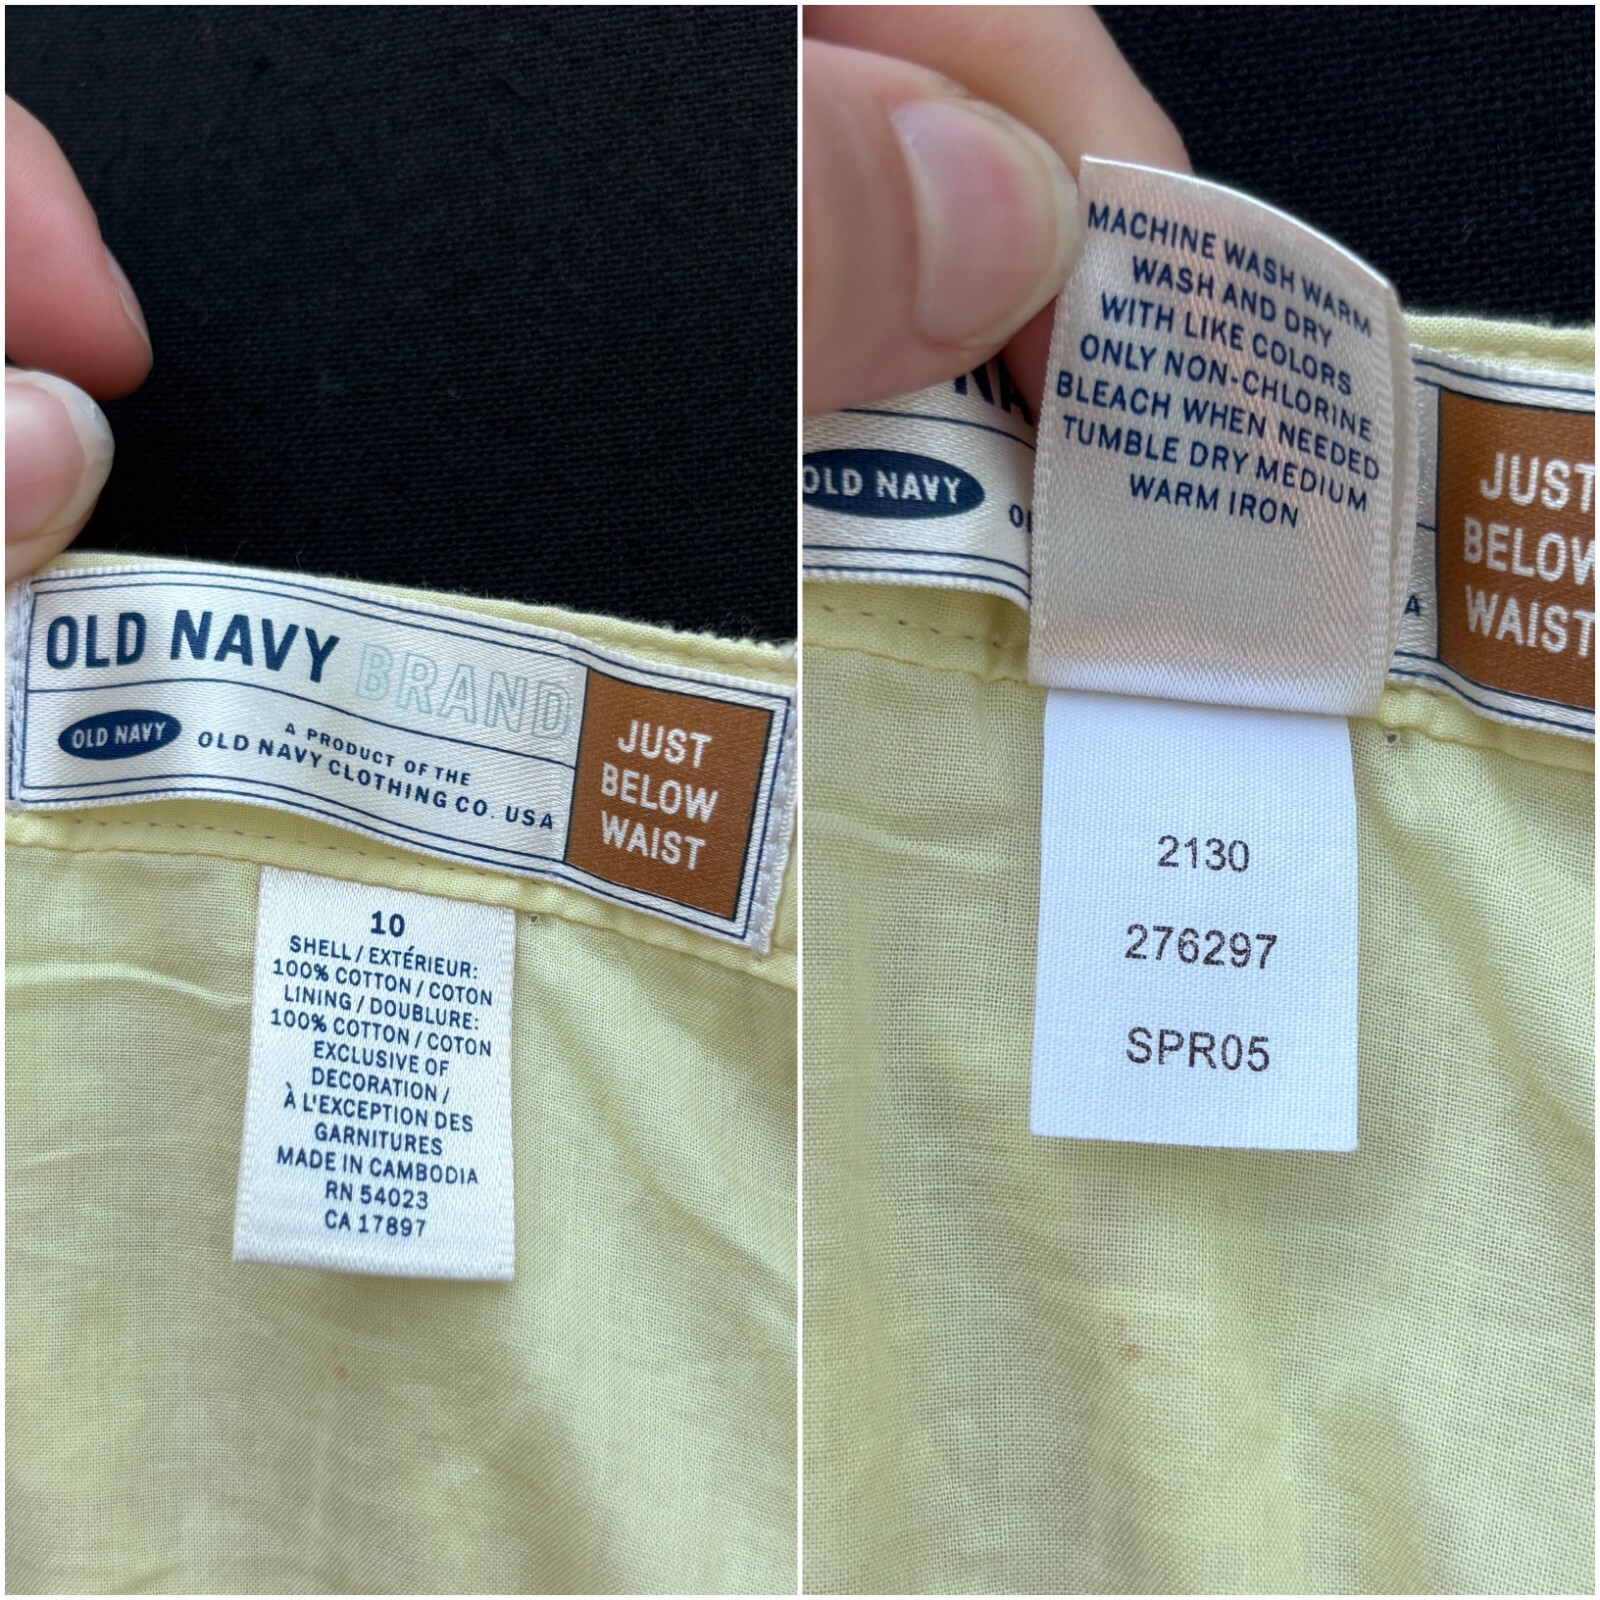 OLD NAVY BRAND
OLD NAVY
A PRODUCT OF THE
OLD NAVY CLOTHING CO. USA
JUST
BELOW
WAIST
10
SHELL / EXTÉRIEUR:
100% COTTON / COTON
LINING / DOUBLURE:
100% COTTON / COTON
EXCLUSIVE OF
DECORATION /
À L'EXCEPTION DES
GARNITURES
MADE IN CAMBODIA
RN 54023
CA 17897
MACHINE WASH WARM
WASH AND DRY
WITH LIKE COLORS
ONLY NON-CHLORINE
BLEACH WHEN NEEDED
TUMBLE DRY MEDIUM
WARM IRON
OLD NAVY
JUST
BELOW
WAIST
2130
276297
SPR05